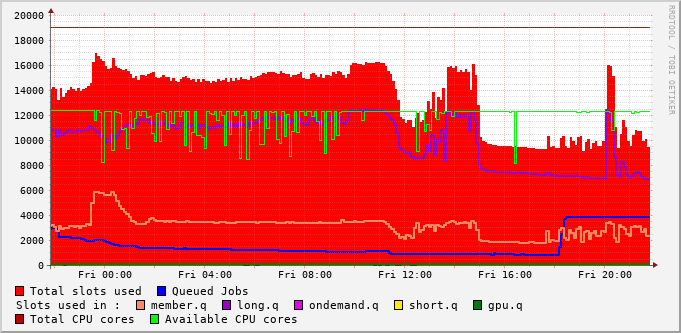 20000
18000
16000
14000
12000
10000
8000
6000
4000
2000
0
Fri 00:00 Fri 04:00 Fri 08:00 Fri 12:00 Fri 16:00 Fri 20:00
RRDTOOL / TOBI OETIKER
Total slots used Queued Jobs
Slots used in : member.q long.q ondemand.q short.q gpu.q
Total CPU cores Available CPU cores